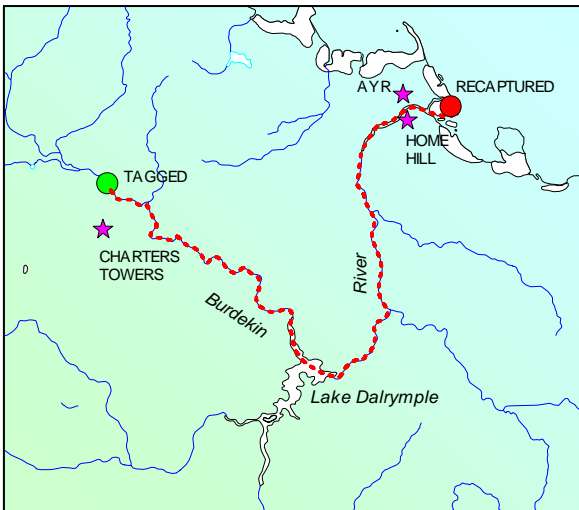 AYR
RECAPTURED
HOME
HILL
TAGGED
CHARTERS
TOWERS
River
Burdekin
Lake Dalrymple